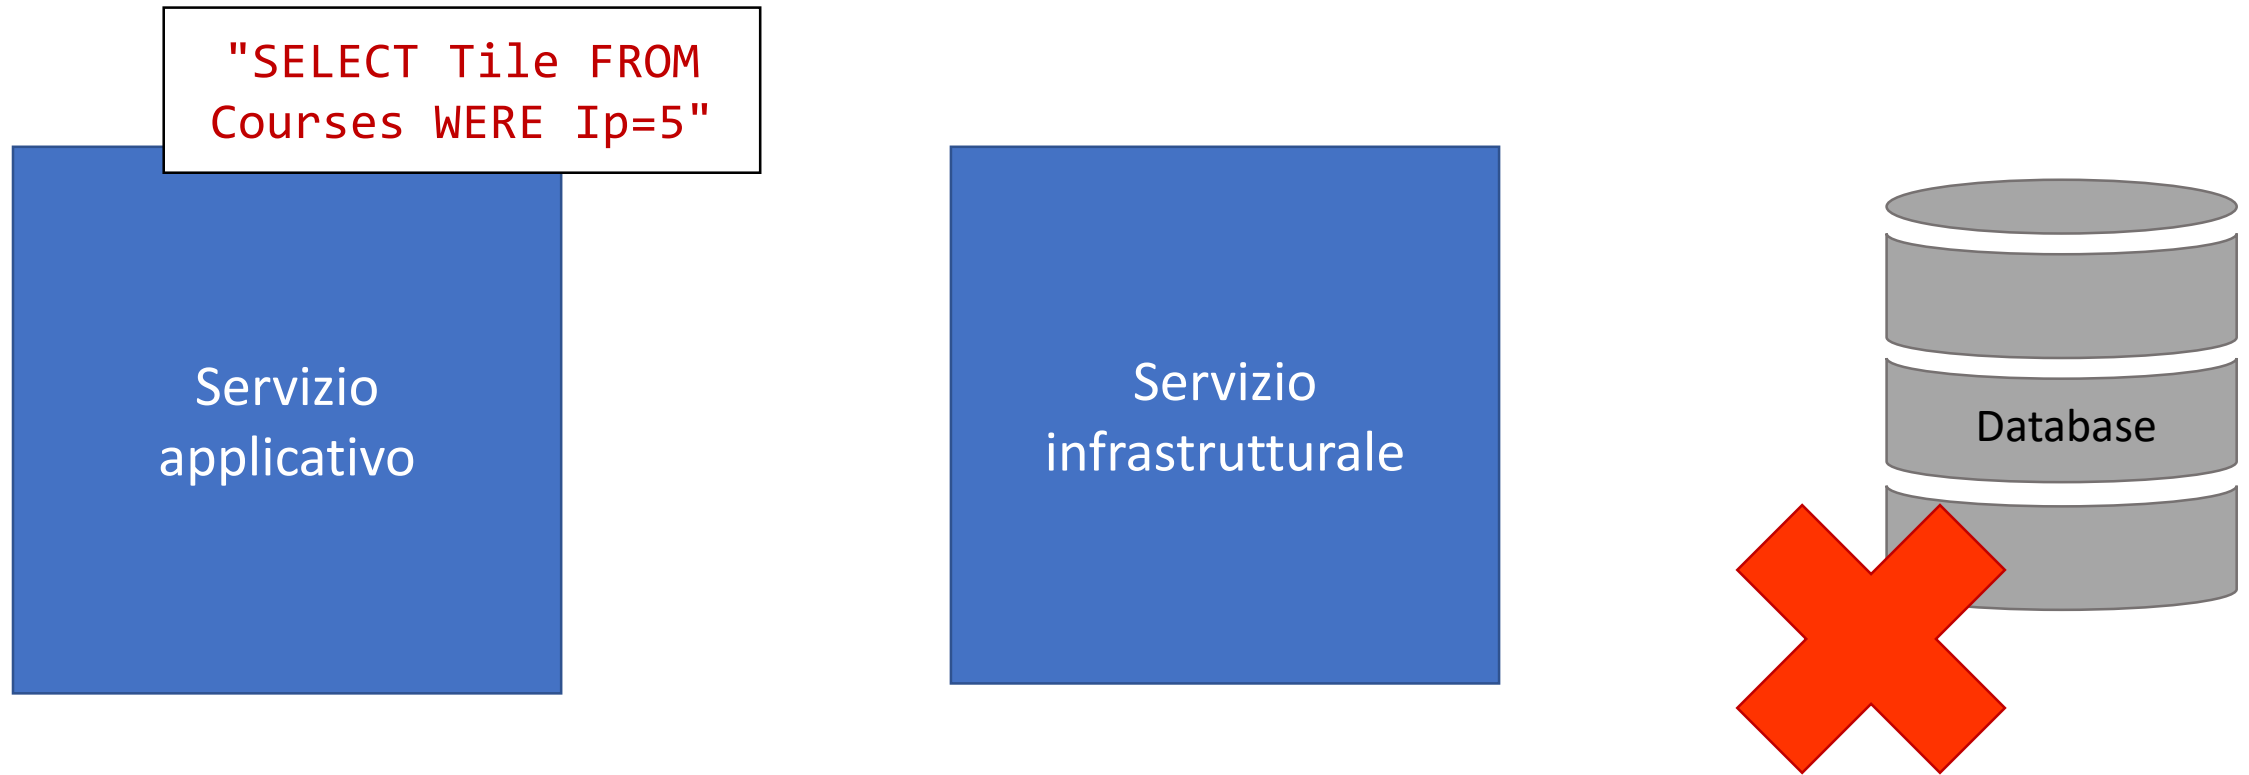 "SELECT Tile FROM
Courses WERE Ip=5"
Servizio
applicativo
Servizio
infrastrutturale
Database